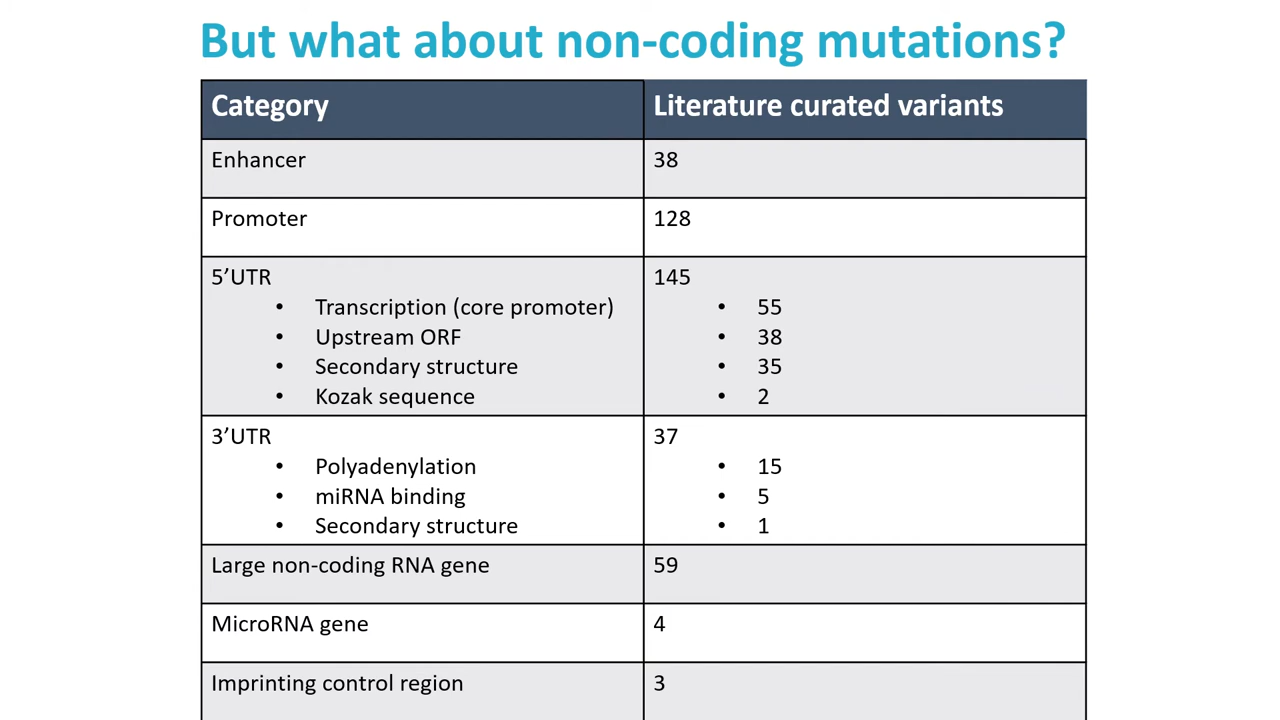 But what about non-coding mutations?
Category Literature curated variants
Enhancer 38
Promoter 128
5’UTR 145
• Transcription (core promoter) • 55
• Upstream ORF • 38
• Secondary structure • 35
• Kozak sequence • 2
3’UTR 37
• Polyadenylation • 15
• miRNA binding • 5
• Secondary structure • 1
Large non-coding RNA gene 59
MicroRNA gene 4
Imprinting control region 3